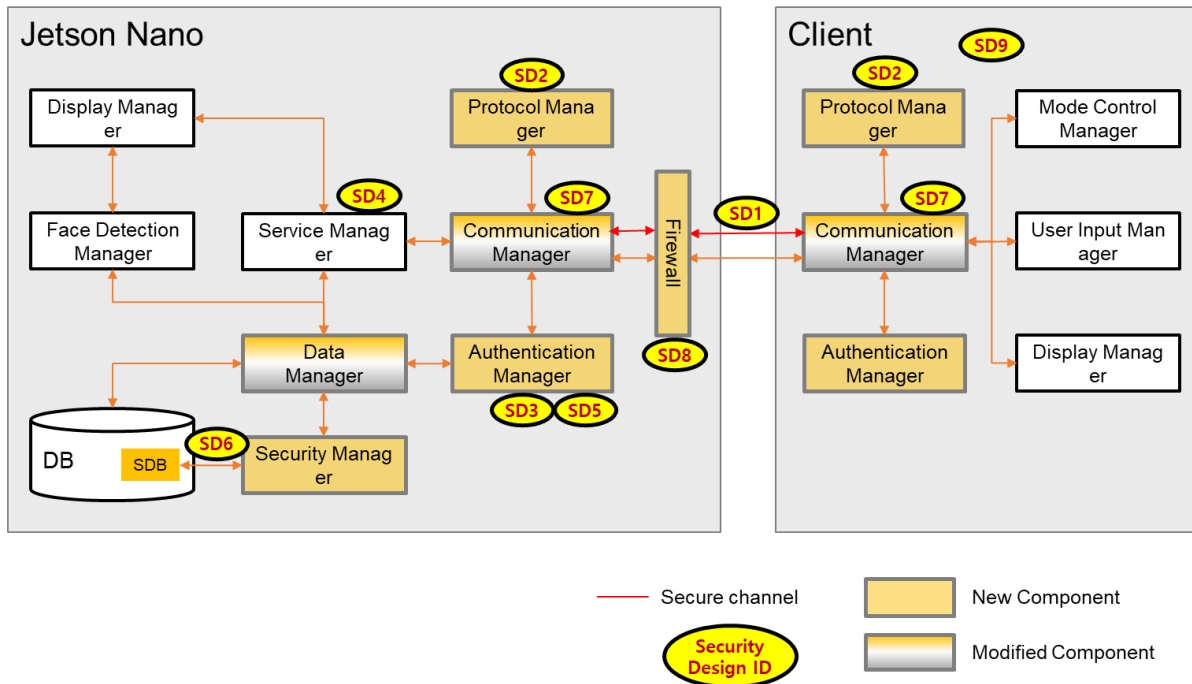 Jetson Nano
Client
SD9
SD2
SD2
Display Manag
er
Protocol Mana
ger
Protocol Mana
ger
Mode Control
Manager
SD4
SD7
SD1
SD7
Face Detection
Manager
Service Manag
er
Communication
Manager
Firewall
Communication
Manager
User Input Man
ager
Data
Manager
Authentication
Manager
SD8
Authentication
Manager
Display Manag
er
SD3
SD5
DB
SDB
SD6
Security Manag
er
Secure channel
New Component
Security
Design ID
Modified Component